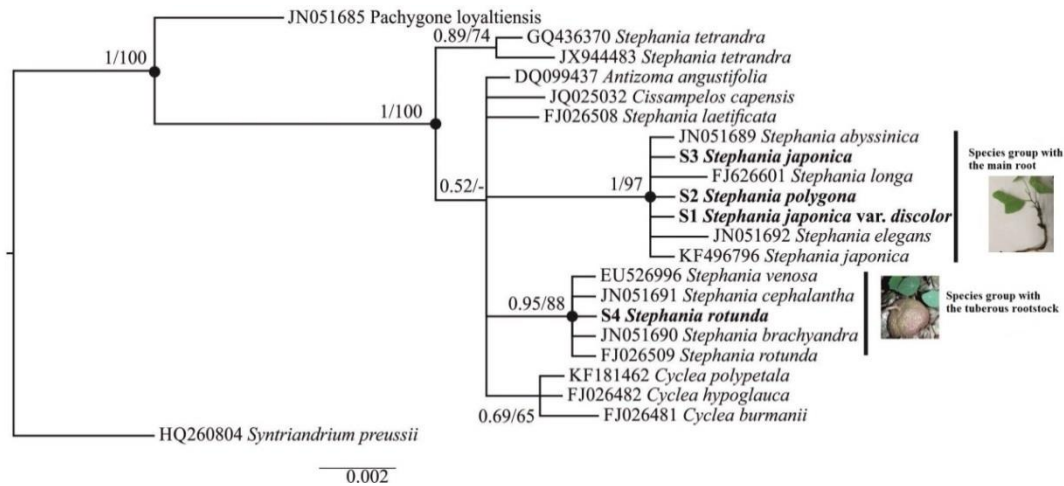 JN051685 Pachygone loyaltiensis
0.89/74
GQ436370 Stephania tetrandra
JX944483 Stephania tetrandra
1/100
DQ099437 Antizoma angustifolia
JQ025032 Cissampelos capensis
1/100
FJ026508 Stephania laetificata
JN051689 Stephania abyssinica
S3 Stephania japonica
FJ626601 Stephania longa
0.52/-
1/97
S2 Stephania polygona
S1 Stephania japonica var. discolor
JN051692 Stephania elegans
KF496796 Stephania japonica
Species group with
the main root
EU526996 Stephania venosa
JN051691 Stephania cephalantha
0.95/88
S4 Stephania rotunda
JN051690 Stephania brachyandra
FJ026509 Stephania rotunda
Species group with
the tuberous rootstock
KF181462 Cyclea polypetala
FJ026482 Cyclea hypoglauca
0.69/65
FJ026481 Cyclea burmanii
HQ260804 Syntriandrium preussii
0.002